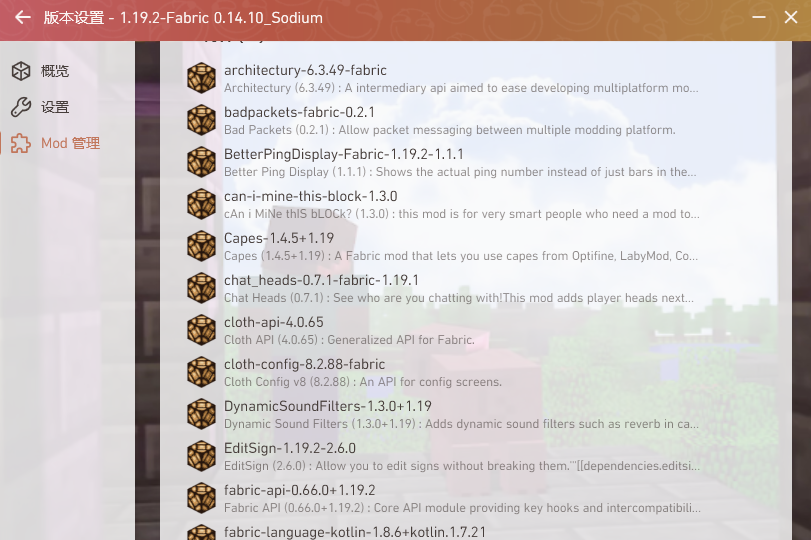 版本设置 - 1.19.2-Fabric 0.14.10_Sodium
概览
设置
Mod 管理
architectury-6.3.49-fabric
Architectury (6.3.49) : A intermediary api aimed to ease developing multiplatform mo...
badpackets-fabric-0.2.1
Bad Packets (0.2.1) : Allow packet messaging between multiple modding platform.
BetterPingDisplay-Fabric-1.19.2-1.1.1
Better Ping Display (1.1.1) : Shows the actual ping number instead of just bars in the...
can-i-mine-this-block-1.3.0
cAn i MiNe thIS bLOCk? (1.3.0) : this mod is for very smart people who need a mod to...
Capes-1.4.5+1.19
Capes (1.4.5+1.19) : A Fabric mod that lets you use capes from Optifine, LabyMod, Co...
chat_heads-0.7.1-fabric-1.19.1
Chat Heads (0.7.1) : See who are you chatting with!This mod adds player heads next...
cloth-api-4.0.65
Cloth API (4.0.65) : Generalized API for Fabric.
cloth-config-8.2.88-fabric
Cloth Config v8 (8.2.88) : An API for config screens.
DynamicSoundFilters-1.3.0+1.19
Dynamic Sound Filters (1.3.0+1.19) : Adds dynamic sound filters such as reverb in ca...
EditSign-1.19.2-2.6.0
EditSign (2.6.0) : Allow you to edit signs without breaking them.'''[[dependencies.editsi...
fabric-api-0.66.0+1.19.2
Fabric API (0.66.0+1.19.2) : Core API module providing key hooks and intercompatibili...
fabric-language-kotlin-1.8.6+kotlin.1.7.21